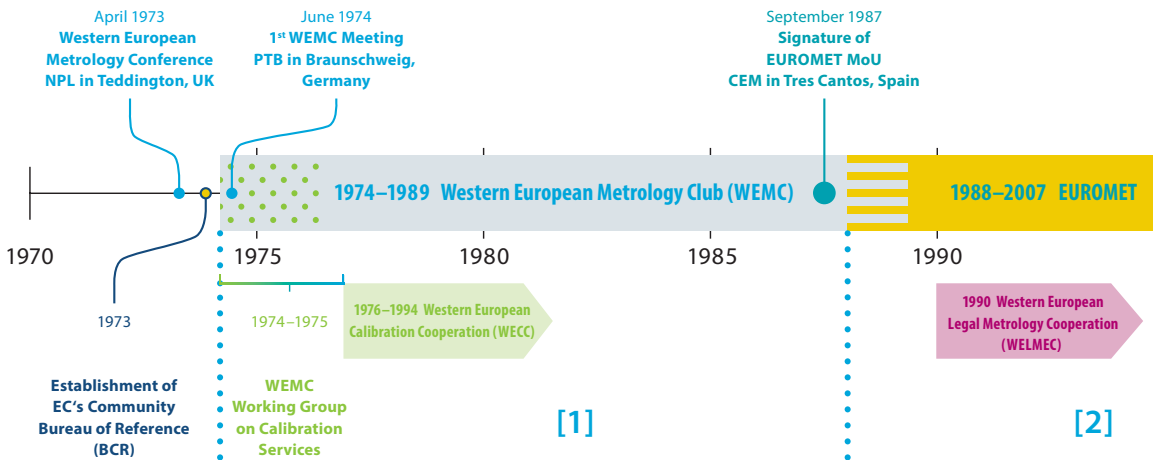 April 1973
Western European
Metrology Conference
NPL in Teddington, UK
June 1974
1st WEMC Meeting
PTB in Braunschweig,
Germany
September 1987
Signature of
EUROMET MoU
CEM in Tres Cantos, Spain
1974–1989 Western European Metrology Club (WEMC)
1988–2007 EUROMET
1970
1975
1980
1985
1990
1973
1974–1975
1976–1994 Western European
Calibration Cooperation (WECC)
1990 Western European
Legal Metrology Cooperation
(WELMEC)
Establishment of
EC‘s Community
Bureau of Reference
(BCR)
WEMC
Working Group
on Calibration
Services
[1]
[2]